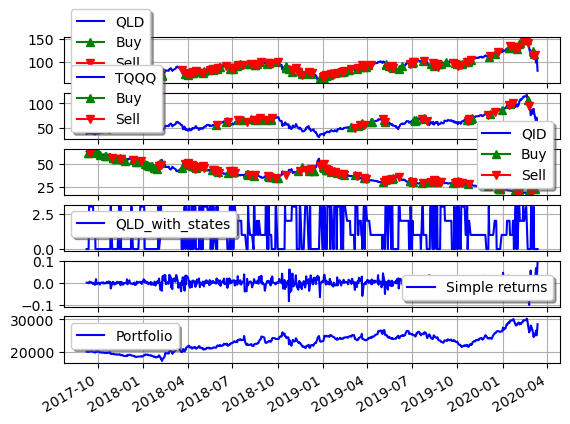 QLD
Buy
Sell
150
100
TQQQ
Buy
Sell
100
50
QID
Buy
Sell
50
25
QLD_with_states
2.5
0.0
Simple returns
0.1
0.0
−0.1
Portfolio
30000
20000
2017-10
2018-01
2018-04
2018-07
2018-10
2019-01
2019-04
2019-07
2019-10
2020-01
2020-04